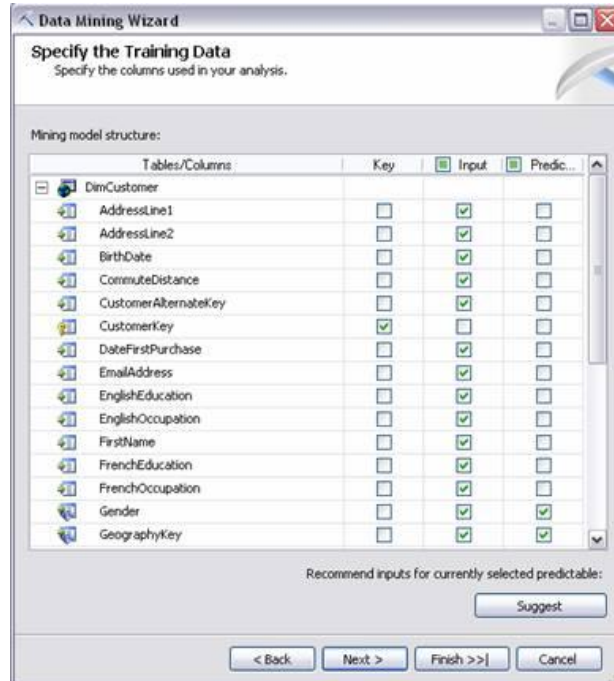 Data Mining Wizard
Specify the Training Data
Specify the columns used in your analysis.
Mining model structure:
Tables/Columns Key Input Predic...
DimCustomer
AddressLine1
AddressLine2
BirthDate
CommuteDistance
CustomerAlternateKey
CustomerKey
DateFirstPurchase
EmailAddress
EnglishEducation
EnglishOccupation
FirstName
FrenchEducation
FrenchOccupation
Gender
GeographyKey
Recommend inputs for currently selected predictable:
Suggest
< Back Next > Finish >>| Cancel